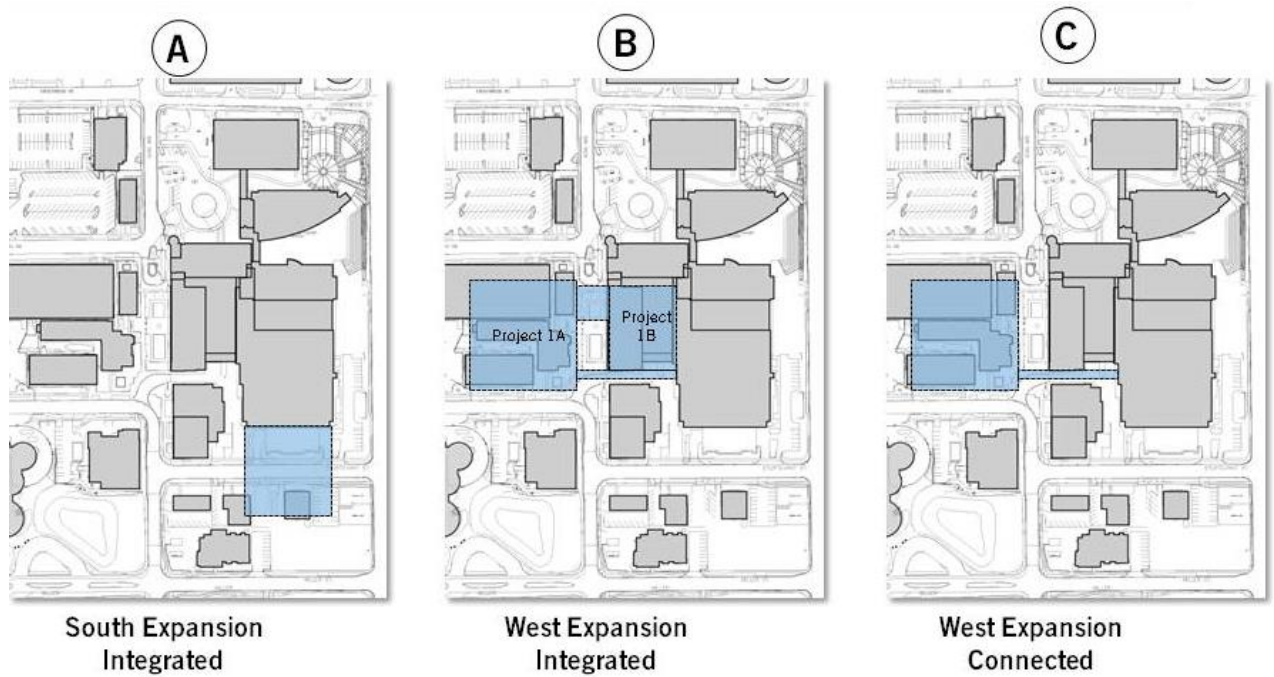 A
B
C
Project 1A
Project
1B
South Expansion
Integrated
West Expansion
Integrated
West Expansion
Connected